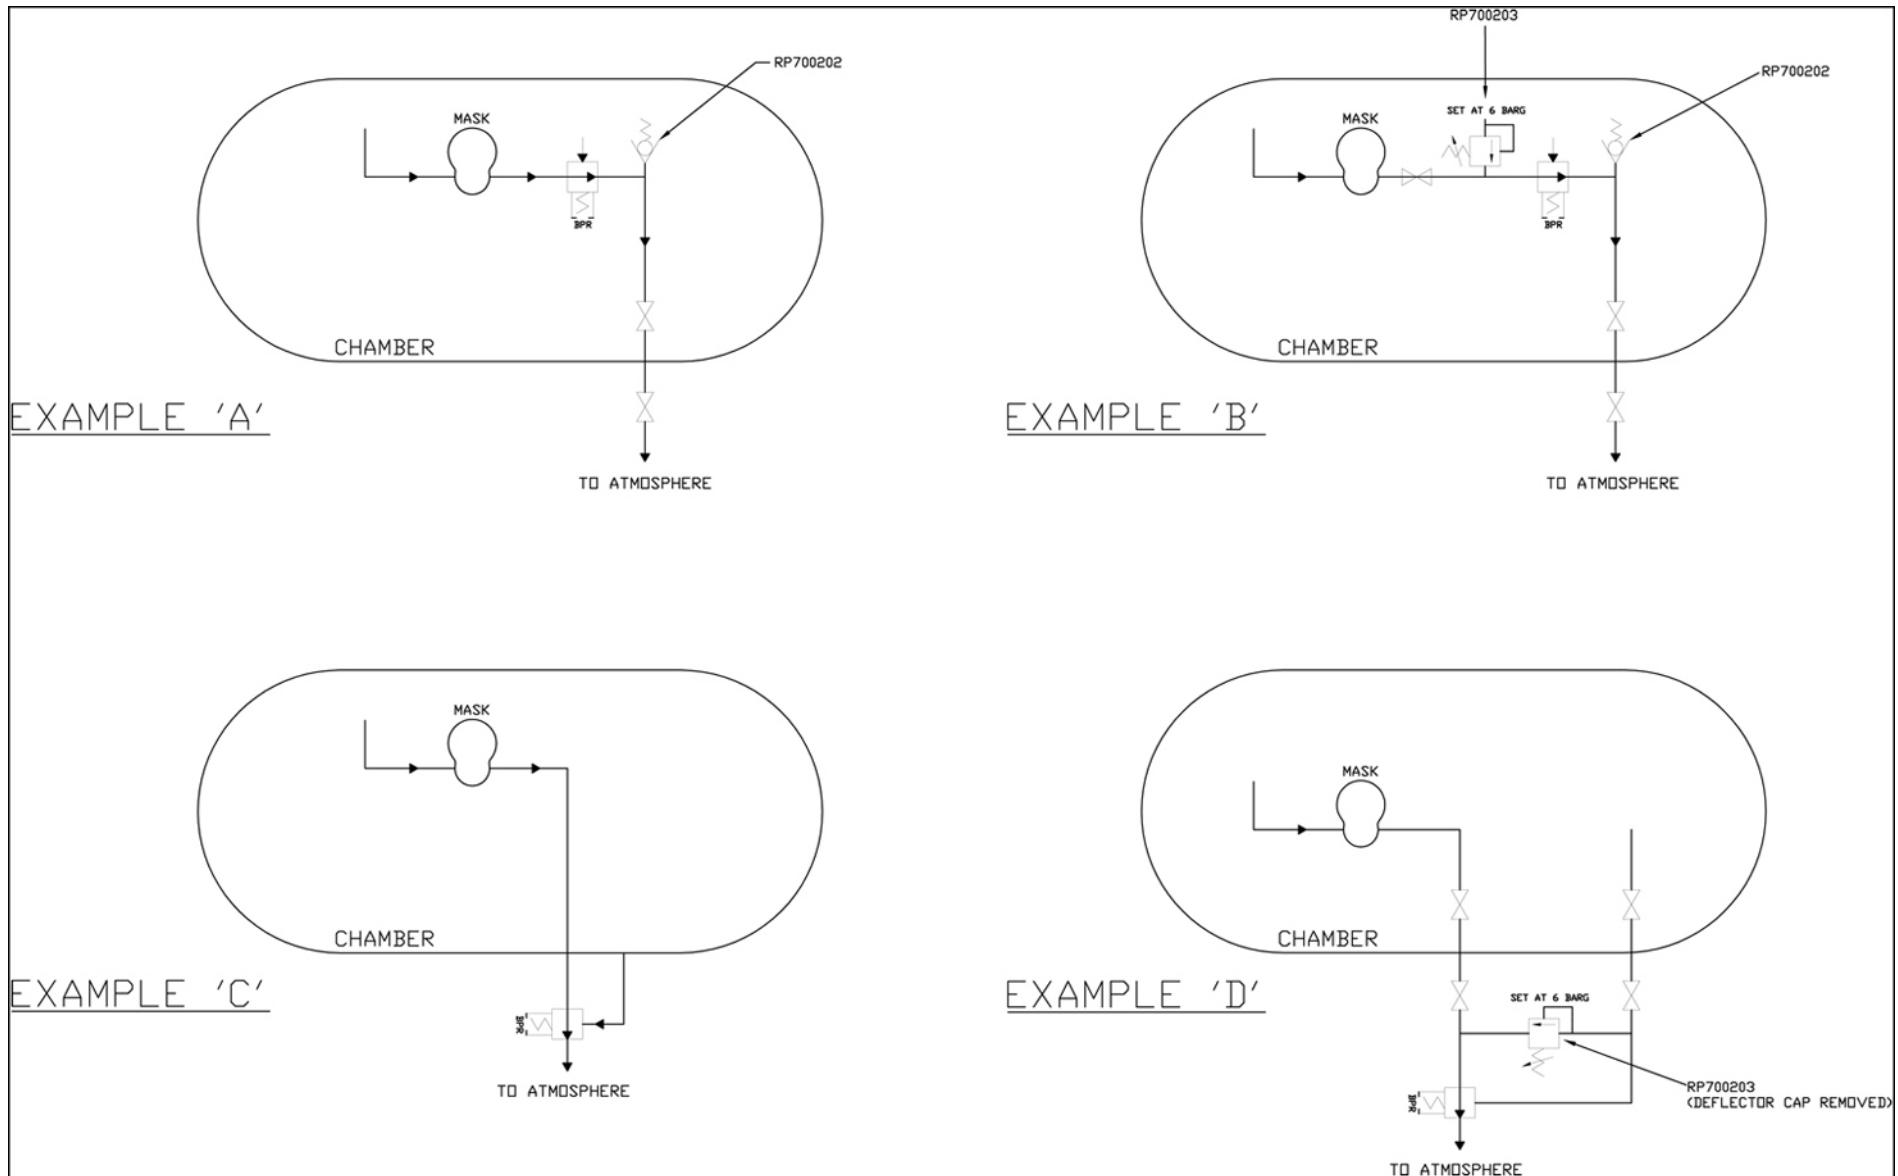 RP700202
MASK
BPR
CHAMBER
EXAMPLE 'A'
TO ATMOSPHERE
RP700203
RP700202
SET AT 6 BARG
MASK
BPR
CHAMBER
EXAMPLE 'B'
TO ATMOSPHERE
MASK
CHAMBER
EXAMPLE 'C'
BPR
TO ATMOSPHERE
MASK
CHAMBER
EXAMPLE 'D'
SET AT 6 BARG
RP700203
(DEFLECTOR CAP REMOVED)
BPR
TO ATMOSPHERE